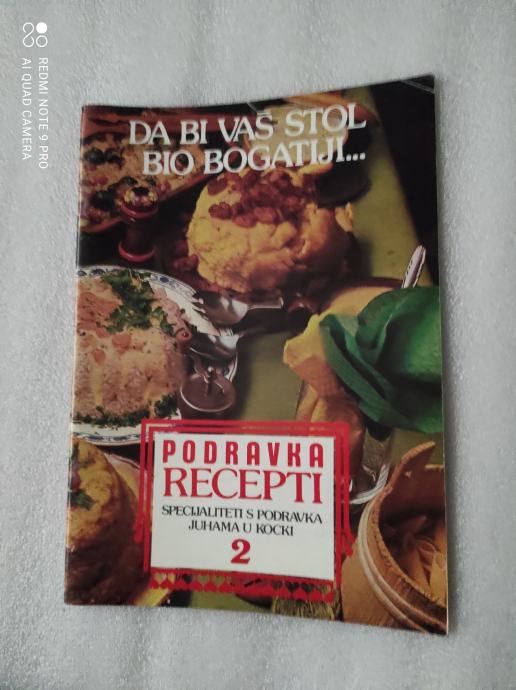 DA BI VAŠ STOL
BIO BOGATIJI...
PODRAVKA
RECEPTI
SPECIJALITETI S PODRAVKA
JUHAMA U KOCKI
2
REDMI NOTE 9 PRO
AI QUAD CAMERA